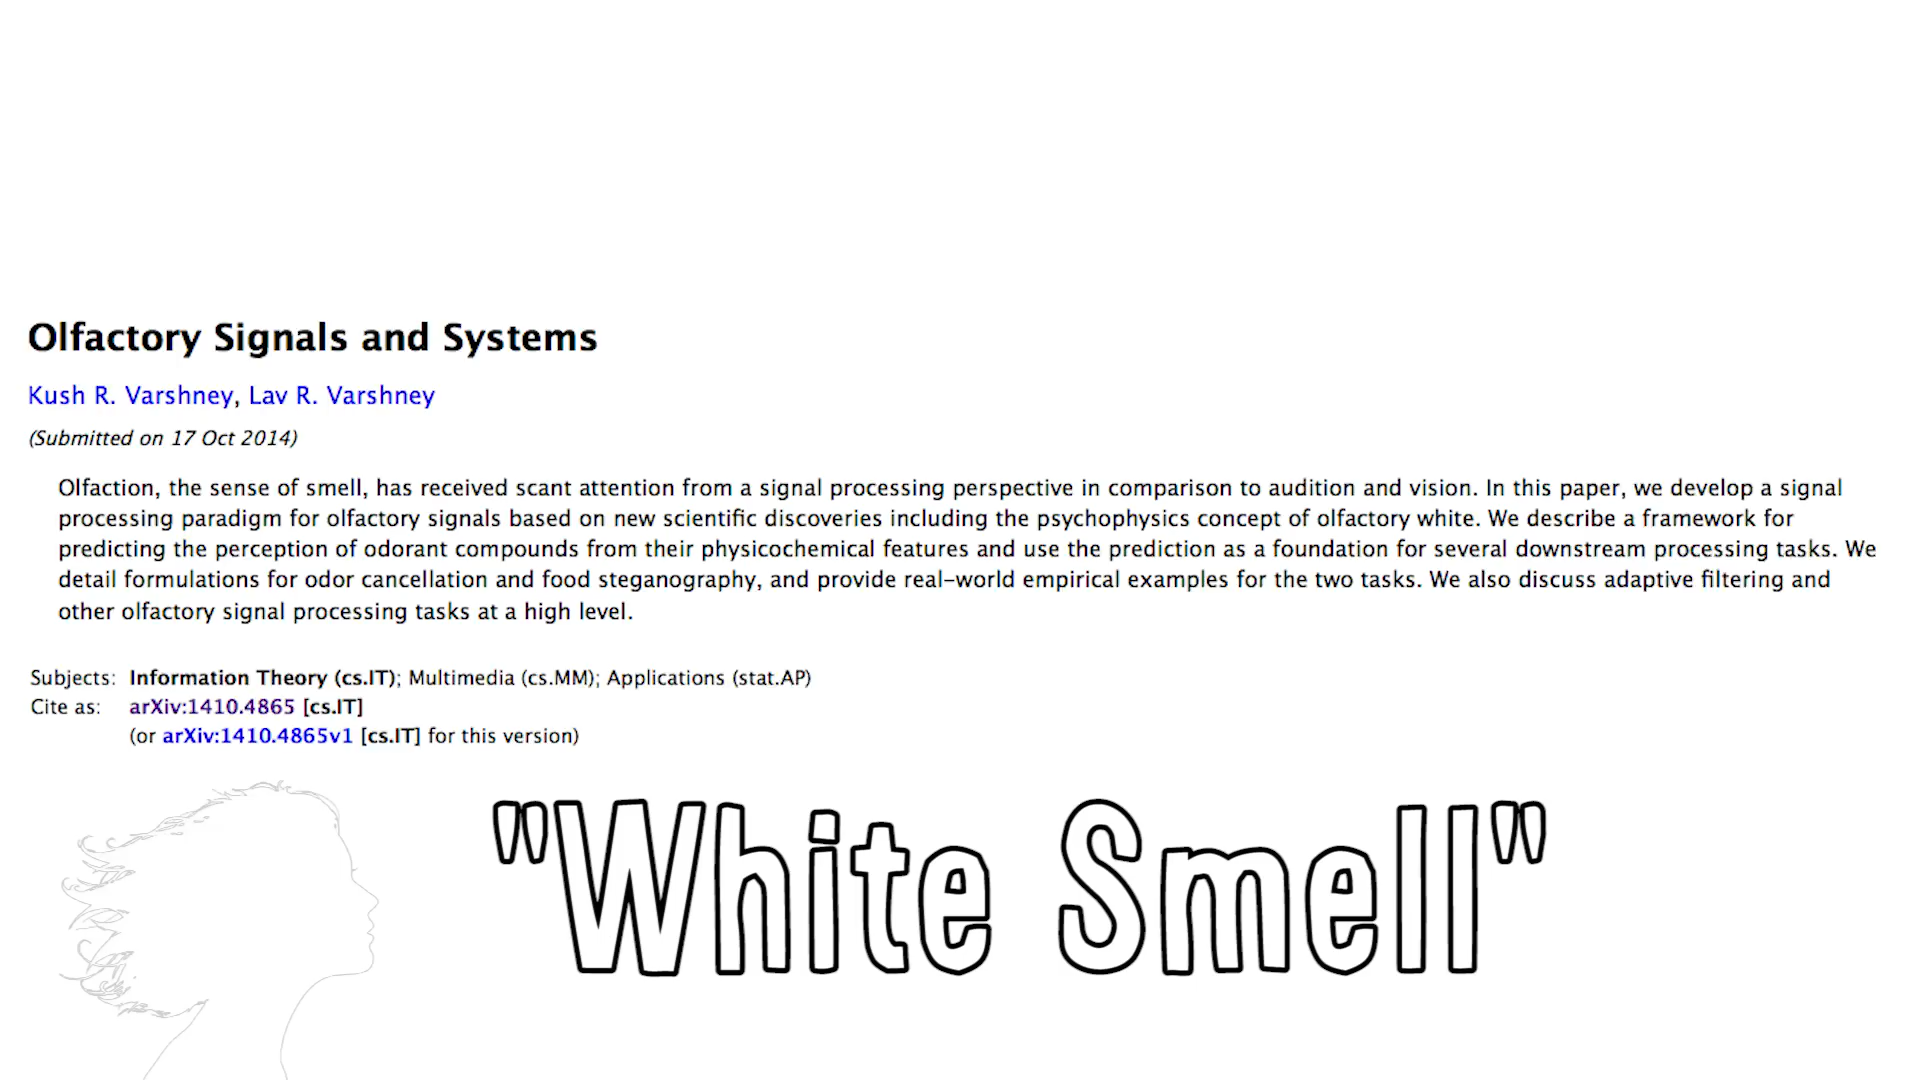 Olfactory Signals and Systems
Kush R. Varshney, Lav R. Varshney
(Submitted on 17 Oct 2014)
Olfaction, the sense of smell, has received scant attention from a signal processing perspective in comparison to audition and vision. In this paper, we develop a signal
processing paradigm for olfactory signals based on new scientific discoveries including the psychophysics concept of olfactory white. We describe a framework for
predicting the perception of odorant compounds from their physicochemical features and use the prediction as a foundation for several downstream processing tasks. We
detail formulations for odor cancellation and food steganography, and provide real-world empirical examples for the two tasks. We also discuss adaptive filtering and
other olfactory signal processing tasks at a high level.
Subjects: Information Theory (cs.IT); Multimedia (cs.MM); Applications (stat.AP)
Cite as: arXiv:1410.4865 [cs.IT]
(or arXiv:1410.4865v1 [cs.IT] for this version)
"White Smell"